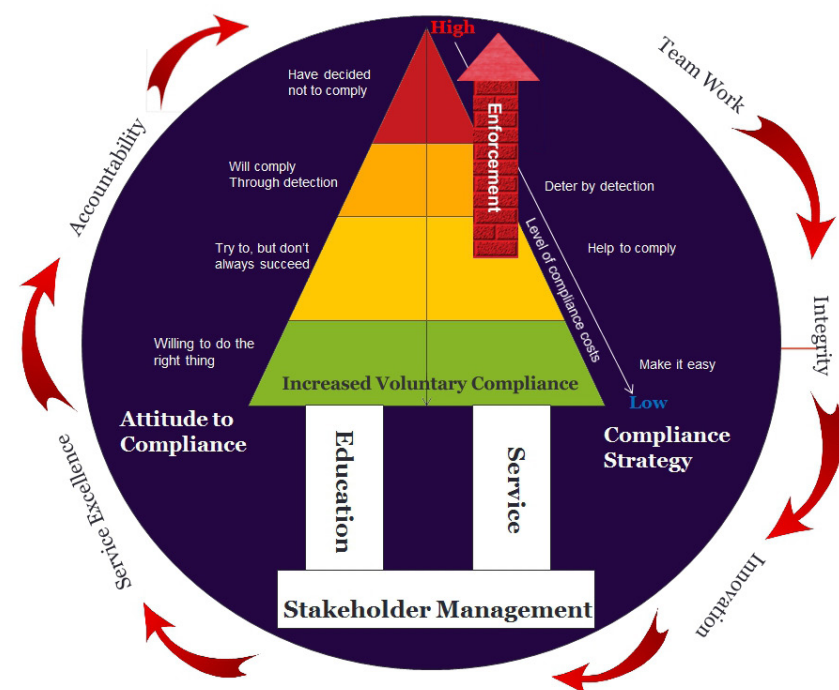 High
Team Work
Have decided
not to comply
Enforcement
Accountability
Will comply
Through detection
Deter by detection
Try to, but don't
always succeed
Level of compliance costs
Help to comply
Integrity
Willing to do the
right thing
Make it easy
Increased Voluntary Compliance
Low
Attitude to
Compliance
Compliance
Strategy
Education
Service
Service Excellence
Innovation
Stakeholder Management